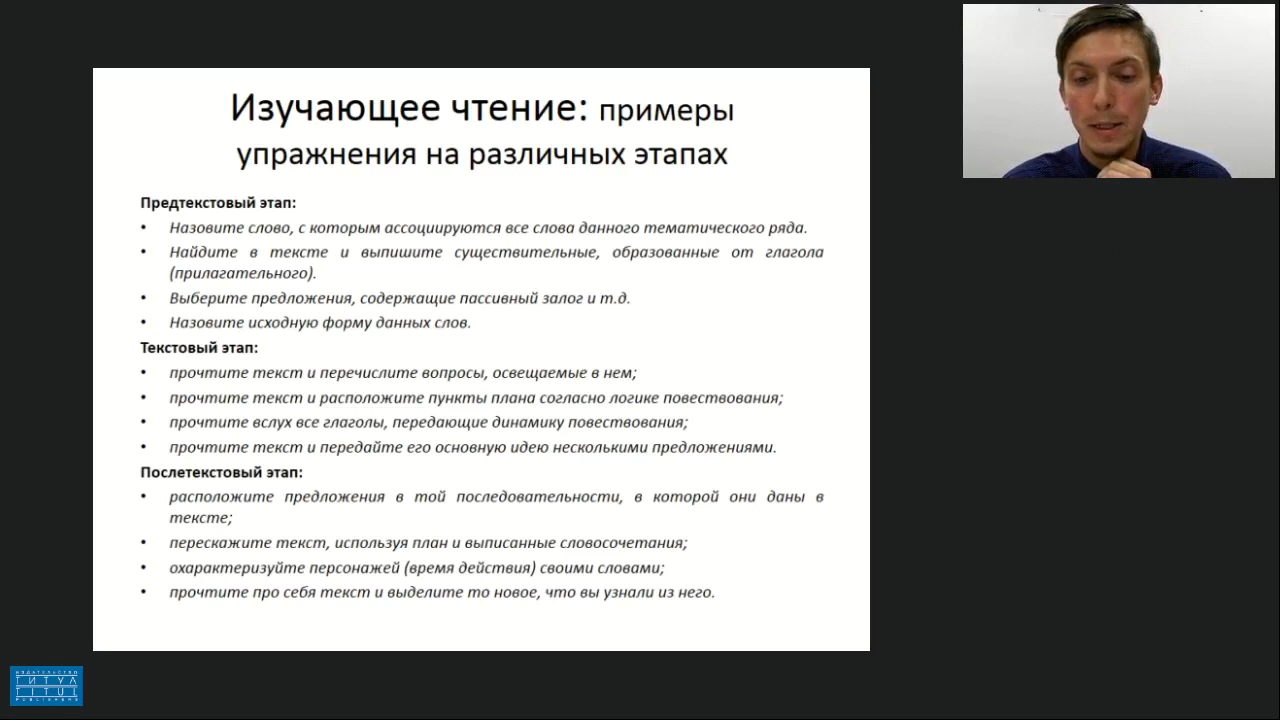 Изучающее чтение: примеры
упражнения на различных этапах
Предтекстовый этап:
• Назовите слово, с которым ассоциируются все слова данного тематического ряда.
• Найдите в тексте и выпишите существительные, образованные от глагола
(прилагательного).
• Выберите предложения, содержащие пассивный залог и т.д.
• Назовите исходную форму данных слов.
Текстовый этап:
• прочтите текст и перечислите вопросы, освещаемые в нем;
• прочтите текст и расположите пункты плана согласно логике повествования;
• прочтите вслух все глаголы, передающие динамику повествования;
• прочтите текст и передайте его основную идею несколькими предложениями.
Послетекстовый этап:
• расположите предложения в той последовательности, в которой они даны в
тексте;
• перескажите текст, используя план и выписанные словосочетания;
• охарактеризуйте персонажей (время действия) своими словами;
• прочтите про себя текст и выделите то новое, что вы узнали из него.
ИЗДАТЕЛЬСТВО
ТИТУЛ
TITUL
PUBLISHERS